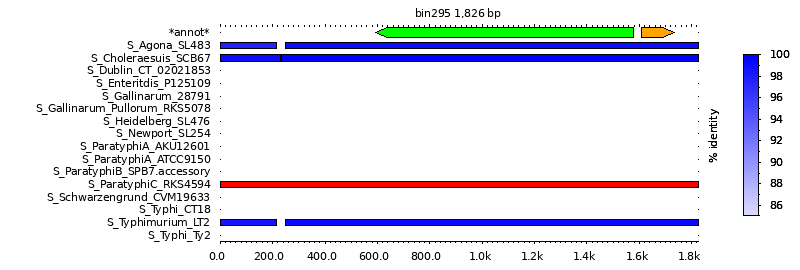 bin295 1,826 bp
*annot*
S_Agona_SL483
S_Choleraesuis_SCB67
S_Dublin_CT_02021853
S_Enteritdis_P125109
S_Gallinarum_28791
S_Gallinarum_Pullorum_RKS5078
S_Heidelberg_SL476
S_Newport_SL254
S_ParatyphiA_AKU12601
S_ParatyphiA_ATCC9150
S_ParatyphiB_SPB7.accessory
S_ParatyphiC_RKS4594
S_Schwarzengrund_CVM19633
S_Typhi_CT18
S_Typhimurium_LT2
S_Typhi_Ty2
0.0 200.0 400.0 600.0 800.0 1.0k 1.2k 1.4k 1.6k 1.8k
% identity
100
98
96
94
92
90
88
86